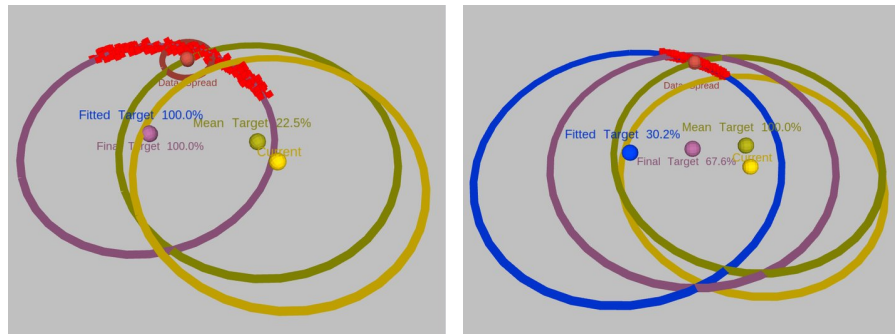 Data Spread
Fitted Target 100.0%
Mean Target 22.5%
Final Target 100.0%
Current
Data Spread
Fitted Target 30.2%
Mean Target 100.0%
Final Target 67.6%
Current